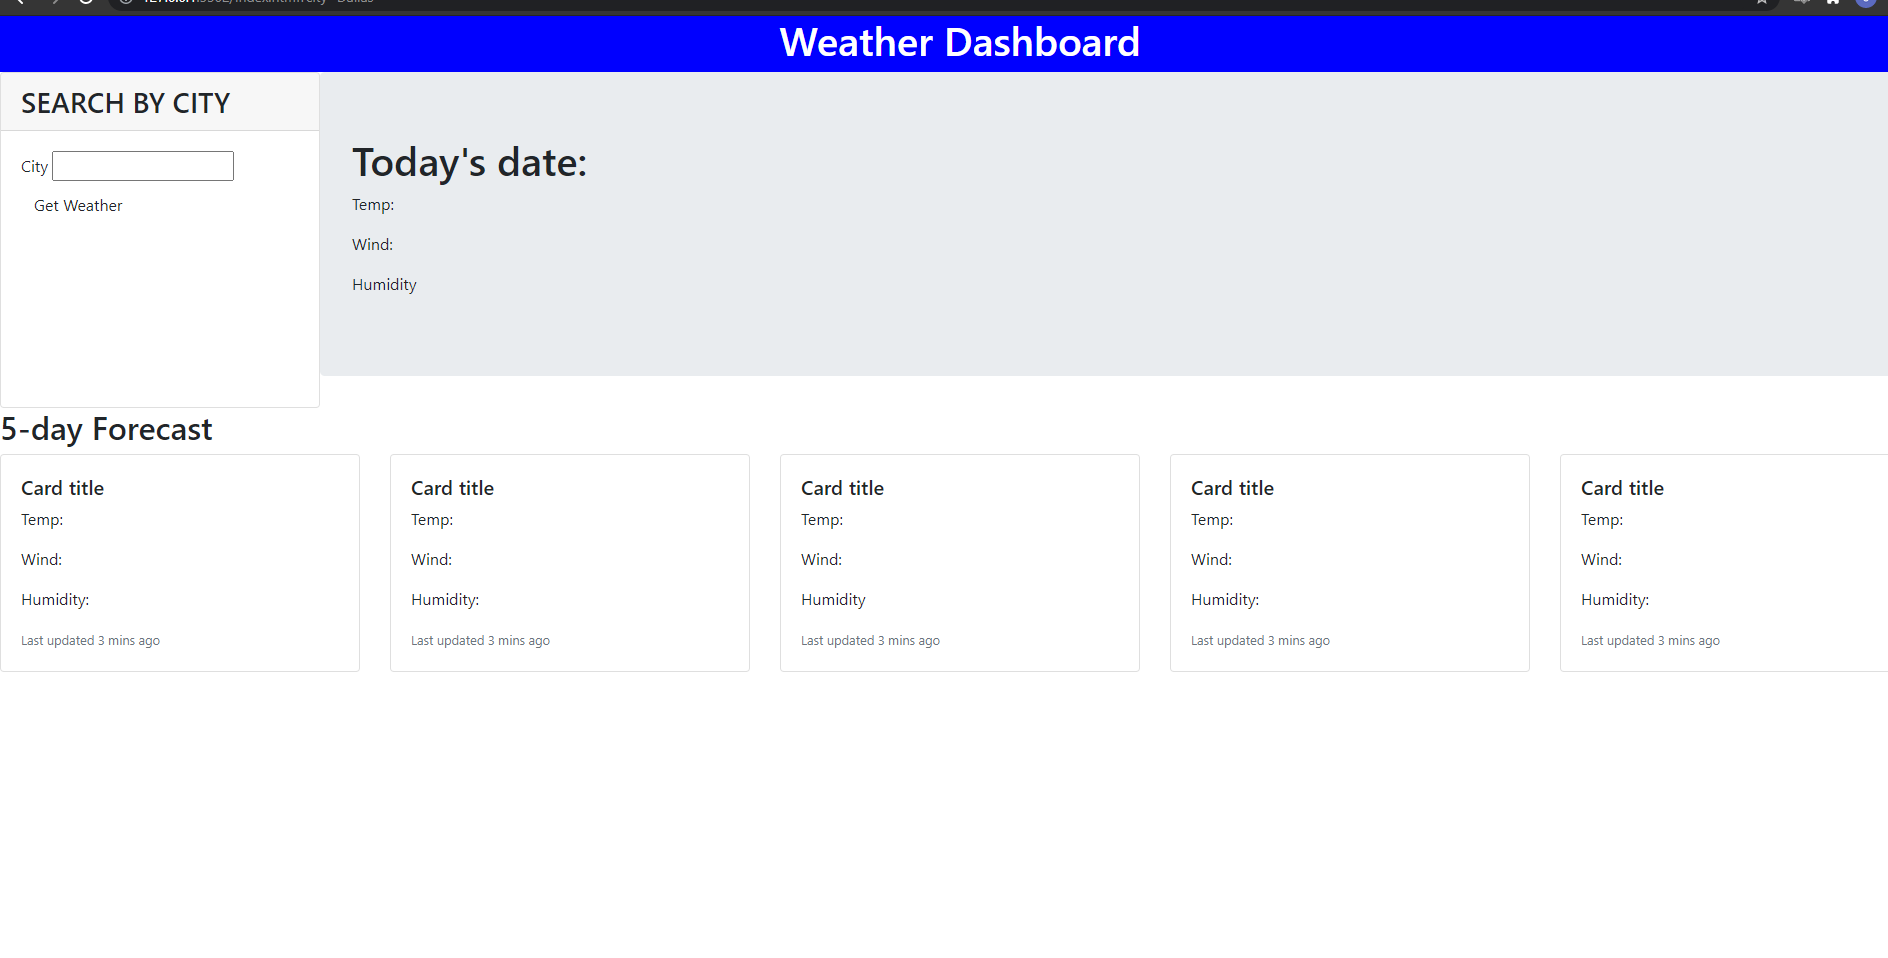 Weather Dashboard
SEARCH BY CITY
City
Get Weather
Today's date:
Temp:
Wind:
Humidity
5-day Forecast
Card title
Temp:
Wind:
Humidity:
Last updated 3 mins ago
Card title
Temp:
Wind:
Humidity:
Last updated 3 mins ago
Card title
Temp:
Wind:
Humidity
Last updated 3 mins ago
Card title
Temp:
Wind:
Humidity:
Last updated 3 mins ago
Card title
Temp:
Wind:
Humidity:
Last updated 3 mins ago